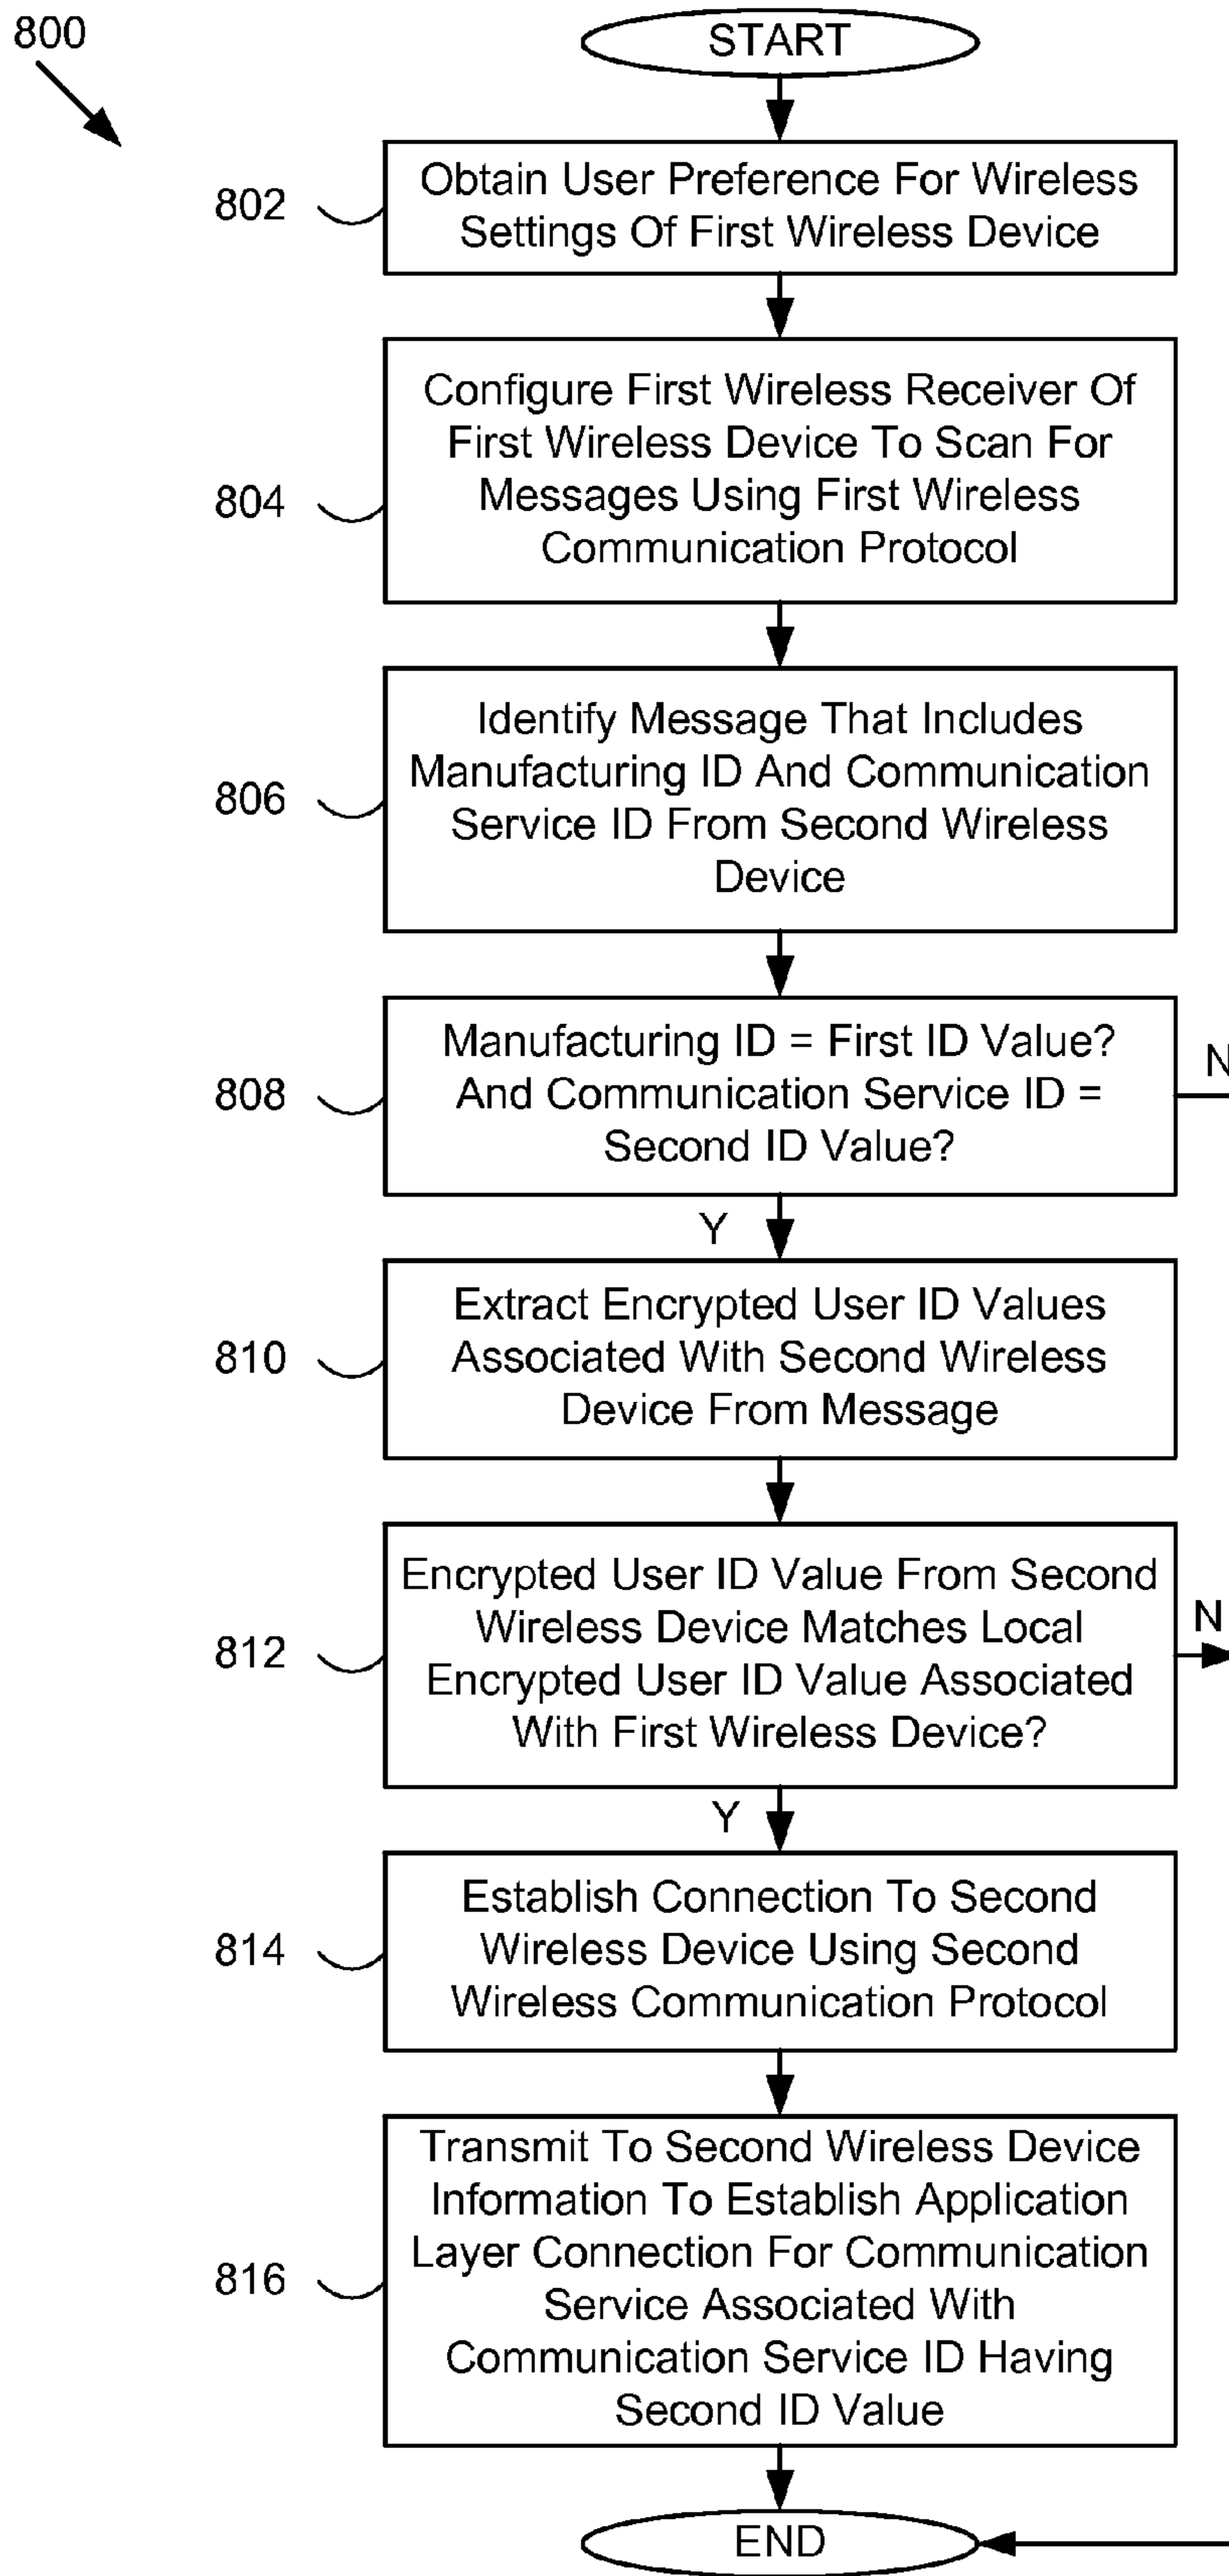 800
START
802
Obtain User Preference For Wireless
Settings Of First Wireless Device
804
Configure First Wireless Receiver Of
First Wireless Device To Scan For
Messages Using First Wireless
Communication Protocol
806
Identify Message That Includes
Manufacturing ID And Communication
Service ID From Second Wireless
Device
808
Manufacturing ID = First ID Value?
And Communication Service ID =
Second ID Value?
N
Y
810
Extract Encrypted User ID Values
Associated With Second Wireless
Device From Message
812
Encrypted User ID Value From Second
Wireless Device Matches Local
Encrypted User ID Value Associated
With First Wireless Device?
N
Y
814
Establish Connection To Second
Wireless Device Using Second
Wireless Communication Protocol
816
Transmit To Second Wireless Device
Information To Establish Application
Layer Connection For Communication
Service Associated With
Communication Service ID Having
Second ID Value
END